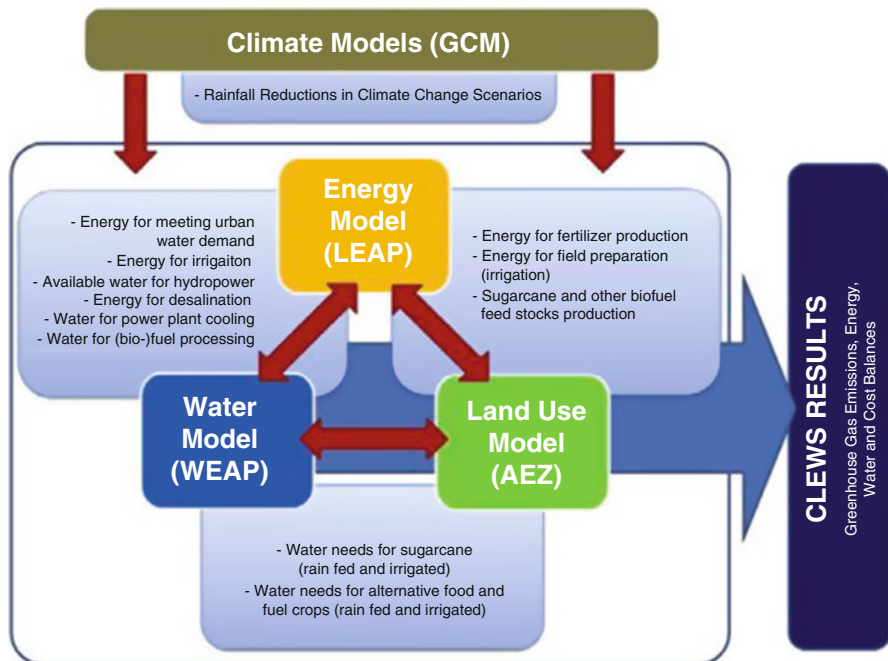 Climate Models (GCM)
- Rainfall Reductions in Climate Change Scenarios
Energy
Model
(LEAP)
- Energy for meeting urban
water demand
- Energy for irrigaiton
- Available water for hydropower
- Energy for desalination
- Water for power plant cooling
- Water for (bio-)fuel processing
- Energy for fertilizer production
- Energy for field preparation
(irrigation)
- Sugarcane and other biofuel
feed stocks production
Water
Model
(WEAP)
Land Use
Model
(AEZ)
- Water needs for sugarcane
(rain fed and irrigated)
- Water needs for alternative food and
fuel crops (rain fed and irrigated)
CLEWS RESULTS
Greenhouse Gas Emissions, Energy,
Water and Cost Balances